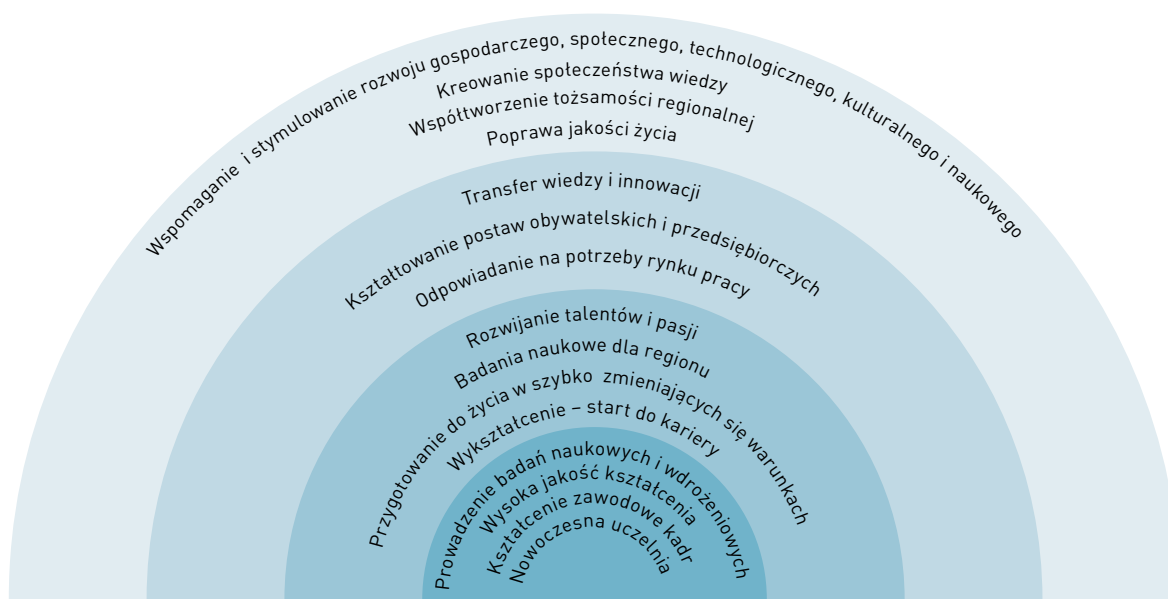 Wspomaganie i stymulowanie rozwoju gospodarczego, społecznego, technologicznego, kulturalnego i naukowego
Kreowanie społeczeństwa wiedzy
Współtworzenie tożsamości regionalnej
Poprawa jakości życia
Transfer wiedzy i innowacji
Kształtowanie postaw obywatelskich i przedsiębiorczych
Odpowiadanie na potrzeby rynku pracy
Rozwijanie talentów i pasji
Badania naukowe dla regionu
Przygotowanie do życia w szybko zmieniających się warunkach
Wykształcenie – start do kariery
Prowadzenie badań naukowych i wdrożeniowych
Wysoka jakość kształcenia
Kształcenie zawodowe kadr
Nowoczesna uczelnia